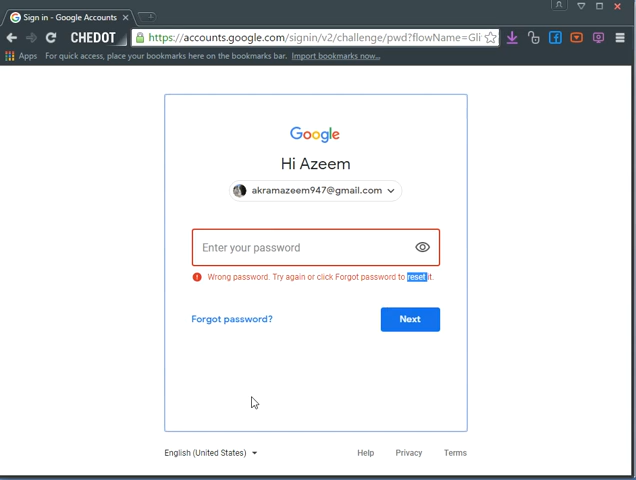 Sign in - Google Accounts
CHEDOT
https://accounts.google.com/signin/v2/challenge/pwd?flowName=Gli
Apps For quick access, place your bookmarks here on the bookmarks bar. Import bookmarks now...
Google
Hi Azeem
akramazeem947@gmail.com
Enter your password
Wrong password. Try again or click Forgot password to reset it.
Forgot password?
Next
English (United States)
Help Privacy Terms